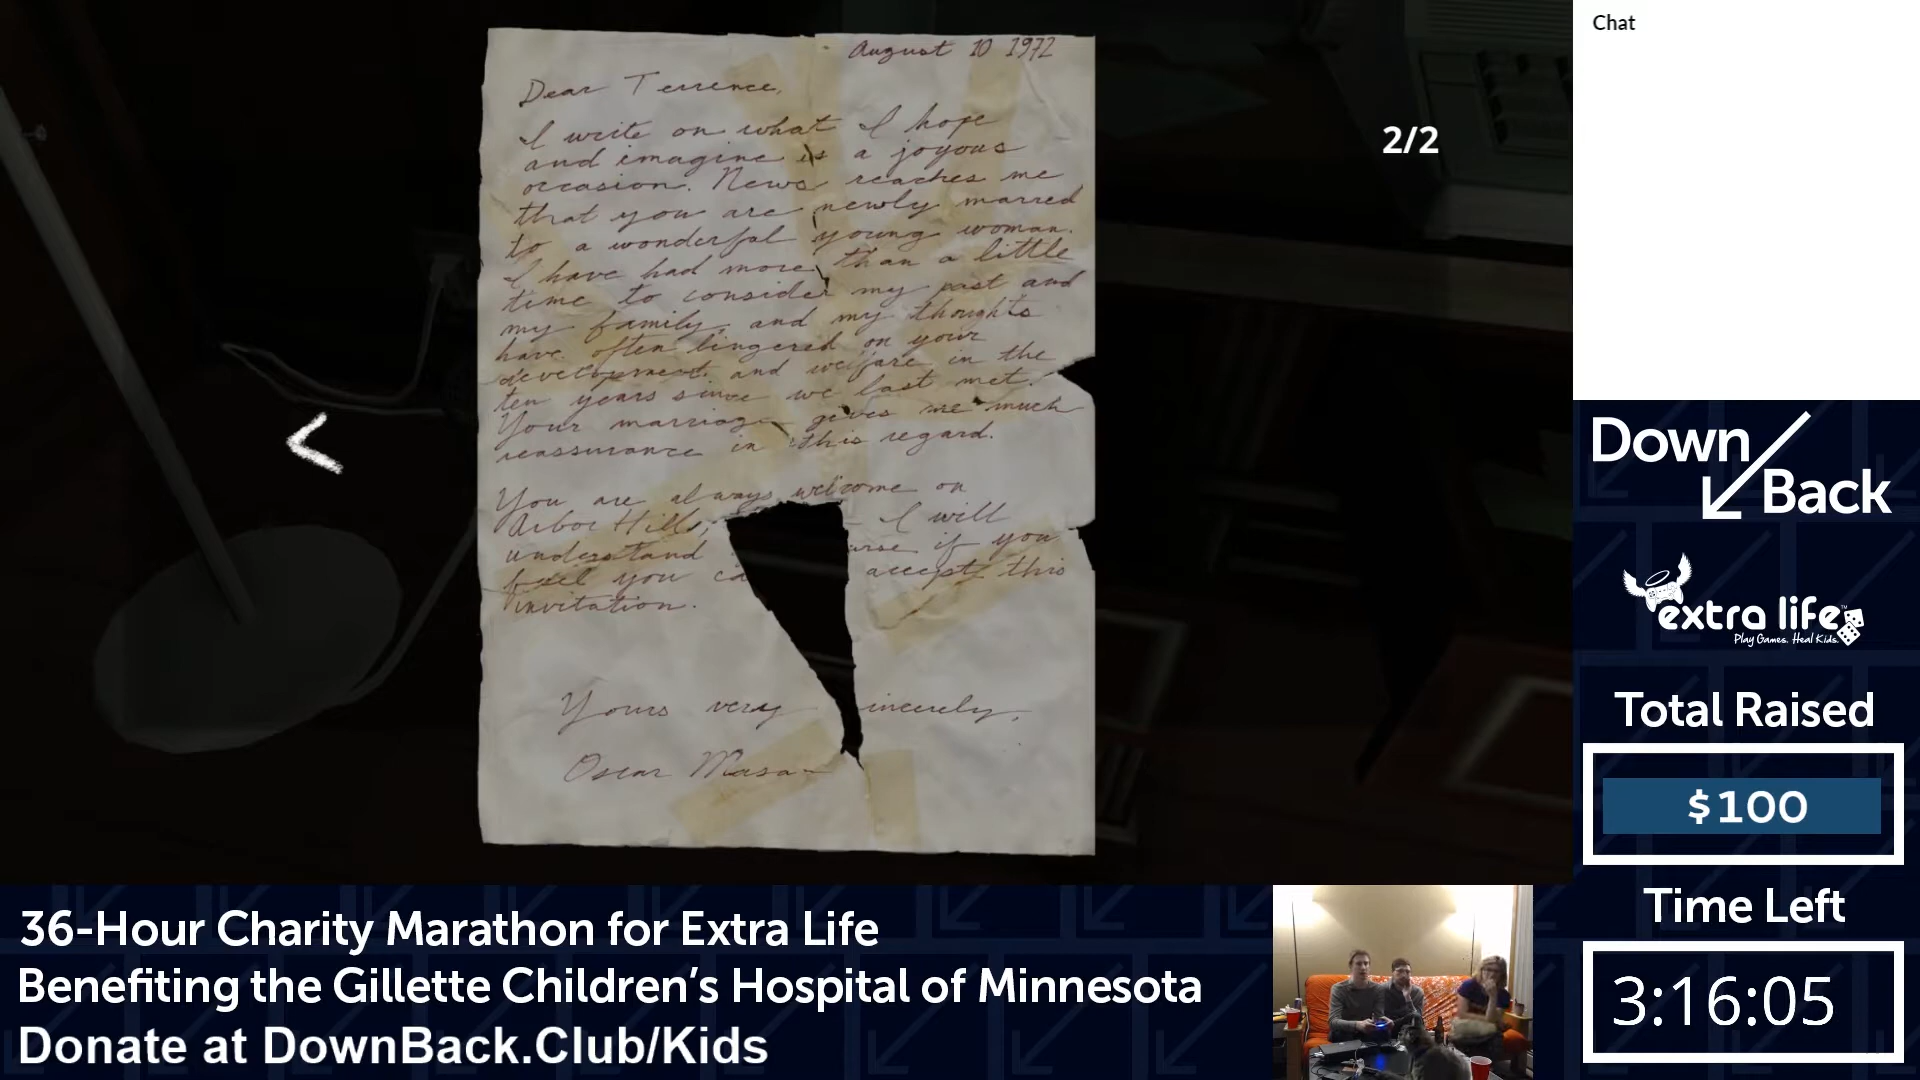 August 10 1972
Dear Terrence,
I write on what I hope
and imagine is a joyous
occasion. News reaches me
that you are newly married
to a wonderful young woman.
I have had more than a little
time to consider my past and
my family, and my thoughts
have often lingered on your
development and welfare in the
ten years since we last met.
Your marriage gives me much
reassurance in this regard.
You are always welcome on
Arbor Hill; I will
understand if you
feel you accept this
invitation.
Yours very sincerely,
Oscar Masan
2/2
<
Chat
Down
Back
extra life
Play Games. Heal Kids.
Total Raised
$100
Time Left
3:16:05
36-Hour Charity Marathon for Extra Life
Benefiting the Gillette Children's Hospital of Minnesota
Donate at DownBack.Club/Kids